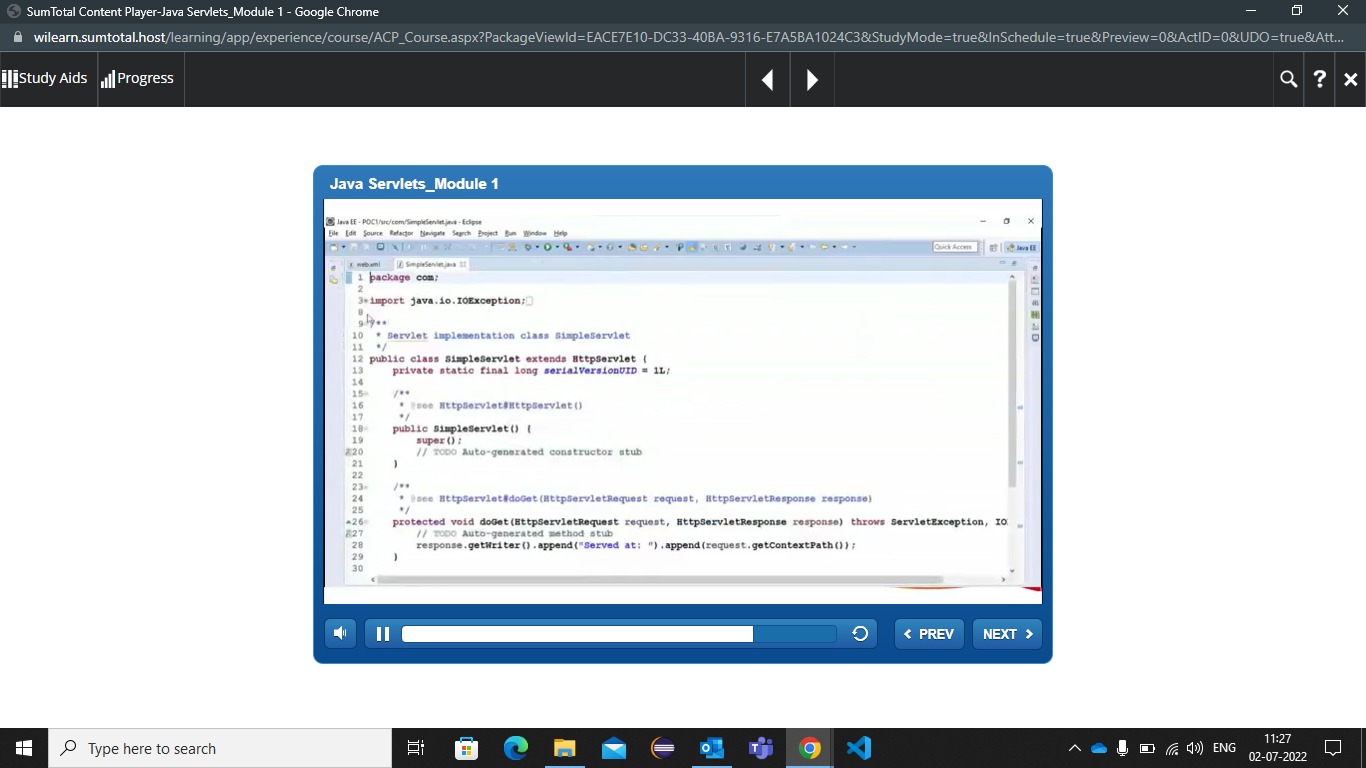 SumTotal Content Player-Java Servlets_Module 1 - Google Chrome
wilearn.sumtotal.host/learning/app/experience/course/ACP_Course.aspx?PackageViewId=EACE7E10-DC33-40BA-9316-E7A5BA1024C3&StudyMode=true&InSchedule=true&Preview=0&ActID=0&UDO=true&Att...
Study Aids Progress ?
Java Servlets_Module 1
Java EE - POC1/src/com/SimpleServlet.java - Eclipse
File Edit Source Refactor Navigate Search Project Run Window Help
Quick Access Java EE
web.xml SimpleServlet.java
1 package com;
2
3 import java.io.IOException;
8
9 /**
10 * Servlet implementation class SimpleServlet
11 */
12 public class SimpleServlet extends HttpServlet {
13 private static final long serialVersionUID = 1L;
14
15 /**
16 * @see HttpServlet#HttpServlet()
17 */
18 public SimpleServlet() {
19 super();
20 // TODO Auto-generated constructor stub
21 }
22
23 /**
24 * @see HttpServlet#doGet(HttpServletRequest request, HttpServletResponse response)
25 */
26 protected void doGet(HttpServletRequest request, HttpServletResponse response) throws ServletException, IO
27 // TODO Auto-generated method stub
28 response.getWriter().append("Served at: ").append(request.getContextPath());
29 }
30
PREV NEXT
Type here to search
ENG
11:27
02-07-2022